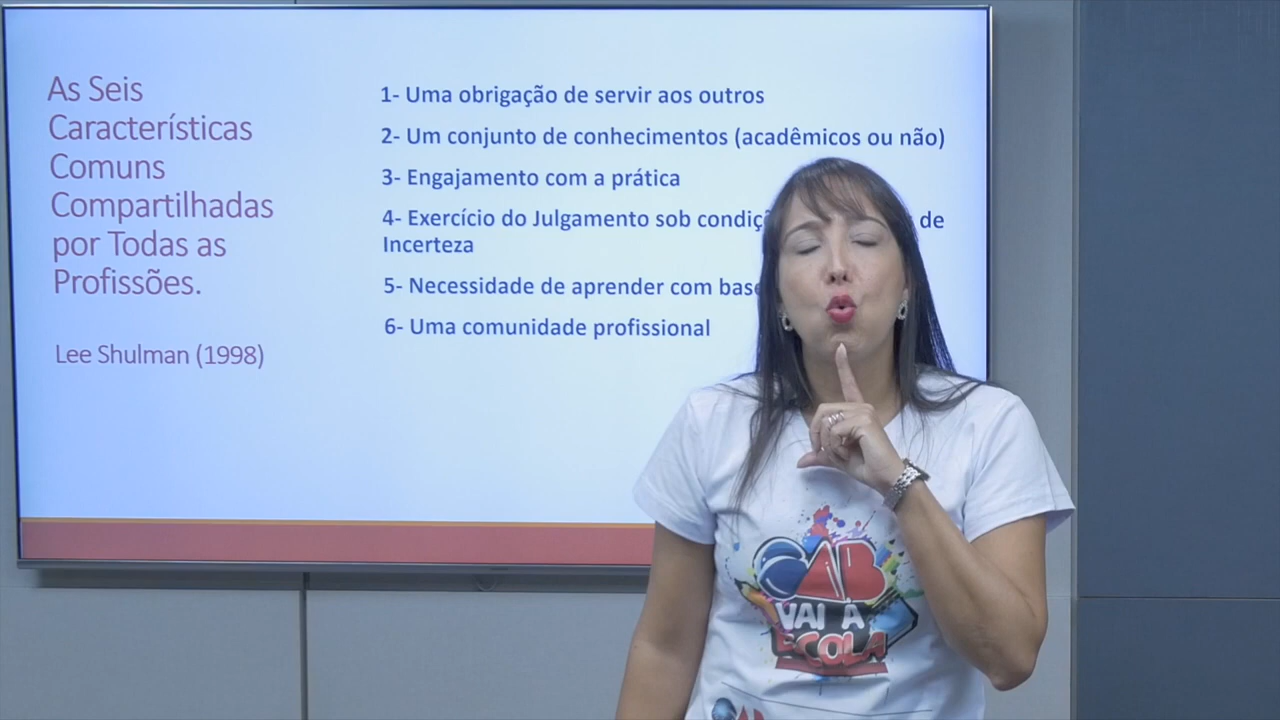 As Seis
Características
Comuns
Compartilhadas
por Todas as
Profissões.
Lee Shulman (1998)
1- Uma obrigação de servir aos outros
2- Um conjunto de conhecimentos (acadêmicos ou não)
3- Engajamento com a prática
4- Exercício do Julgamento sob de
Incerteza
5- Necessidade de aprender com
6- Uma comunidade profissional
OAB
VAI À
ESCOLA